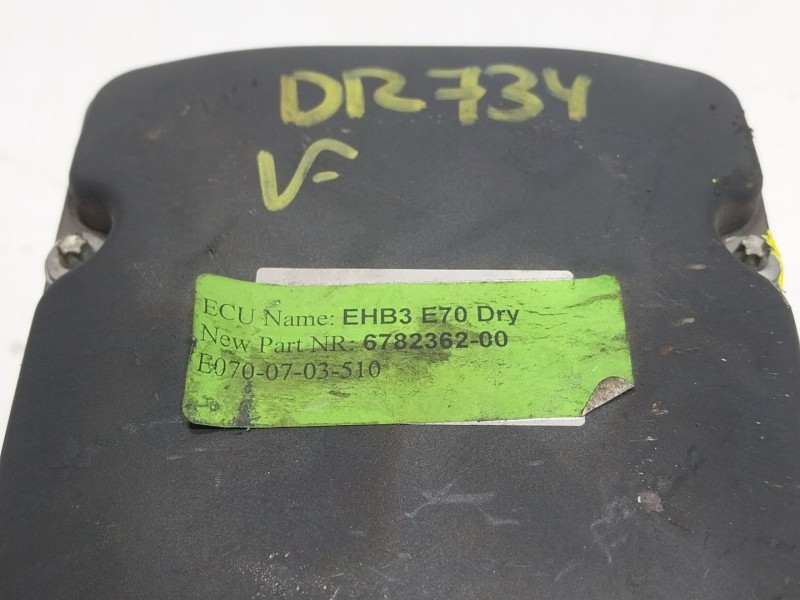 DR734
V-
ECU Name: EHB3 E70 Dry
New Part NR: 6782362-00
E070-07-03-510